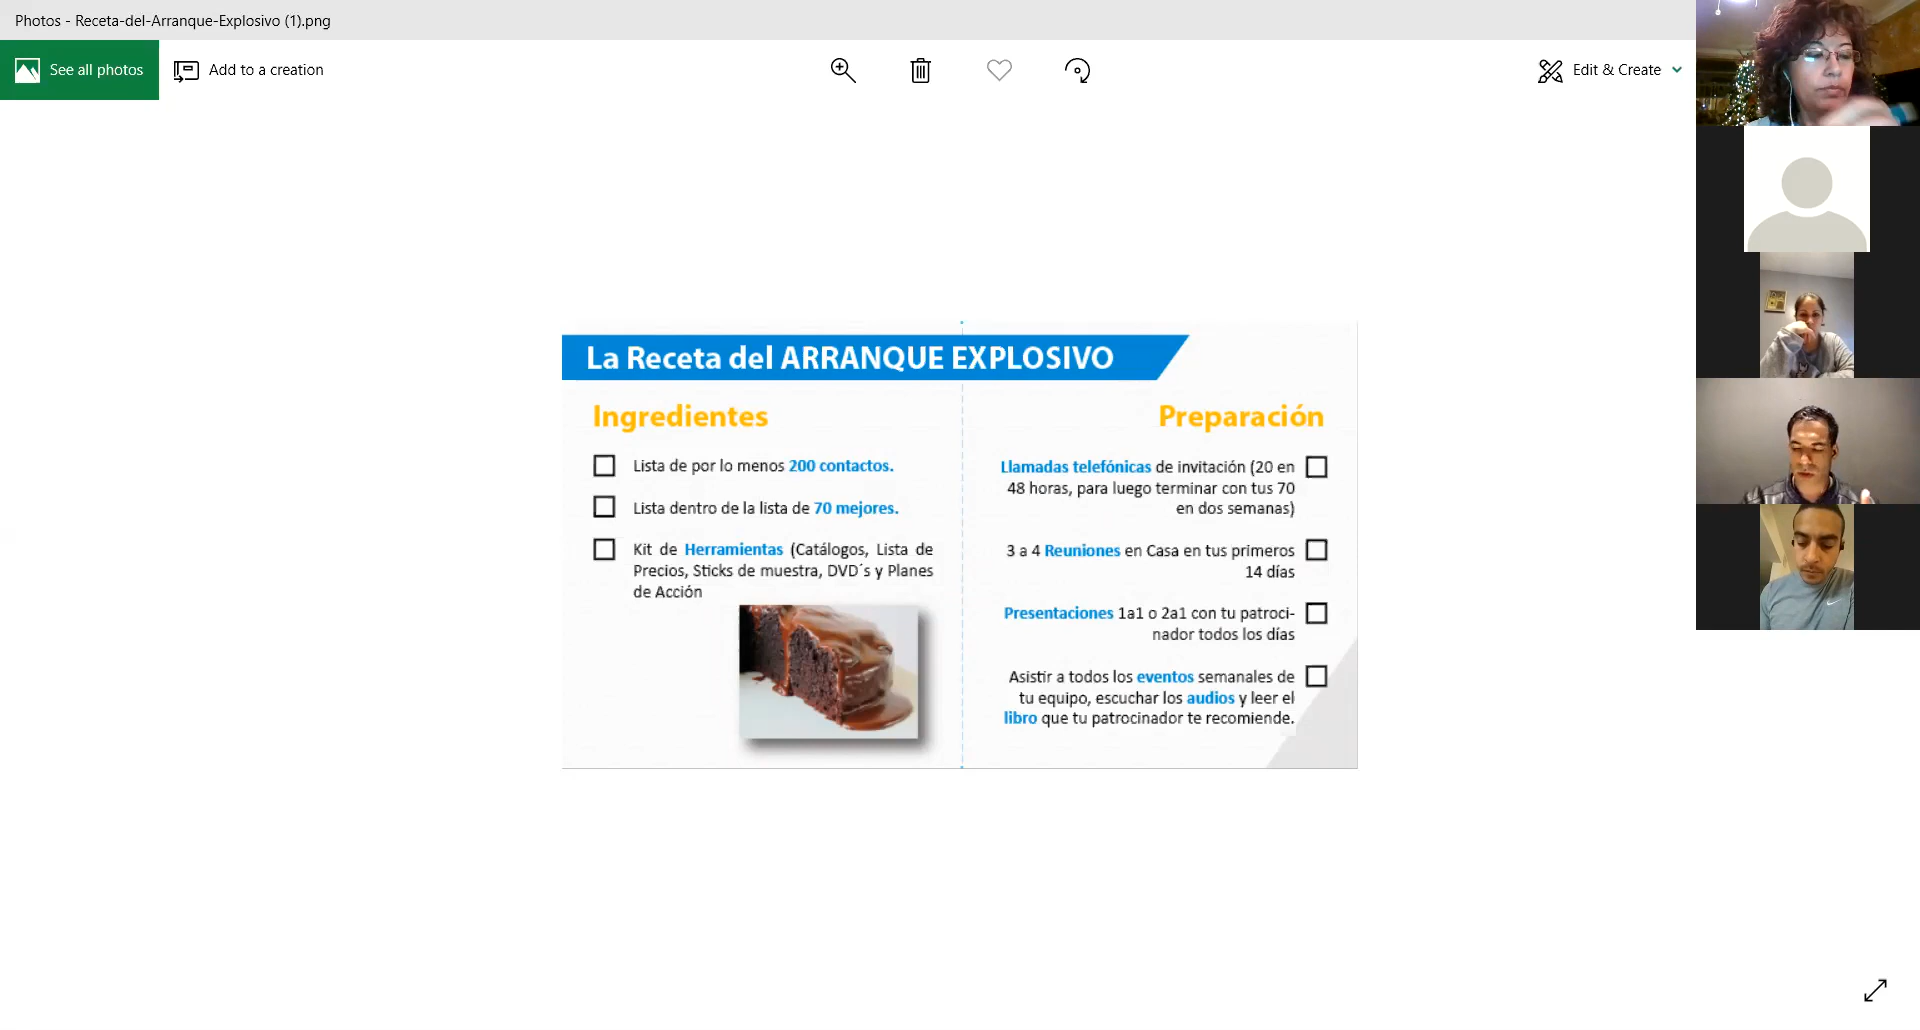 Photos - Receta-del-Arranque-Explosivo (1).png
See all photos
Add to a creation
Edit & Create
La Receta del ARRANQUE EXPLOSIVO
Ingredientes
Lista de por lo menos 200 contactos.
Lista dentro de la lista de 70 mejores.
Kit de Herramientas (Catálogos, Lista de
Precios, Sticks de muestra, DVD´s y Planes
de Acción
Preparación
Llamadas telefónicas de invitación (20 en
48 horas, para luego terminar con tus 70
en dos semanas)
3 a 4 Reuniones en Casa en tus primeros
14 días
Presentaciones 1a1 o 2a1 con tu patroci-
nador todos los días
Asistir a todos los eventos semanales de
tu equipo, escuchar los audios y leer el
libro que tu patrocinador te recomiende.